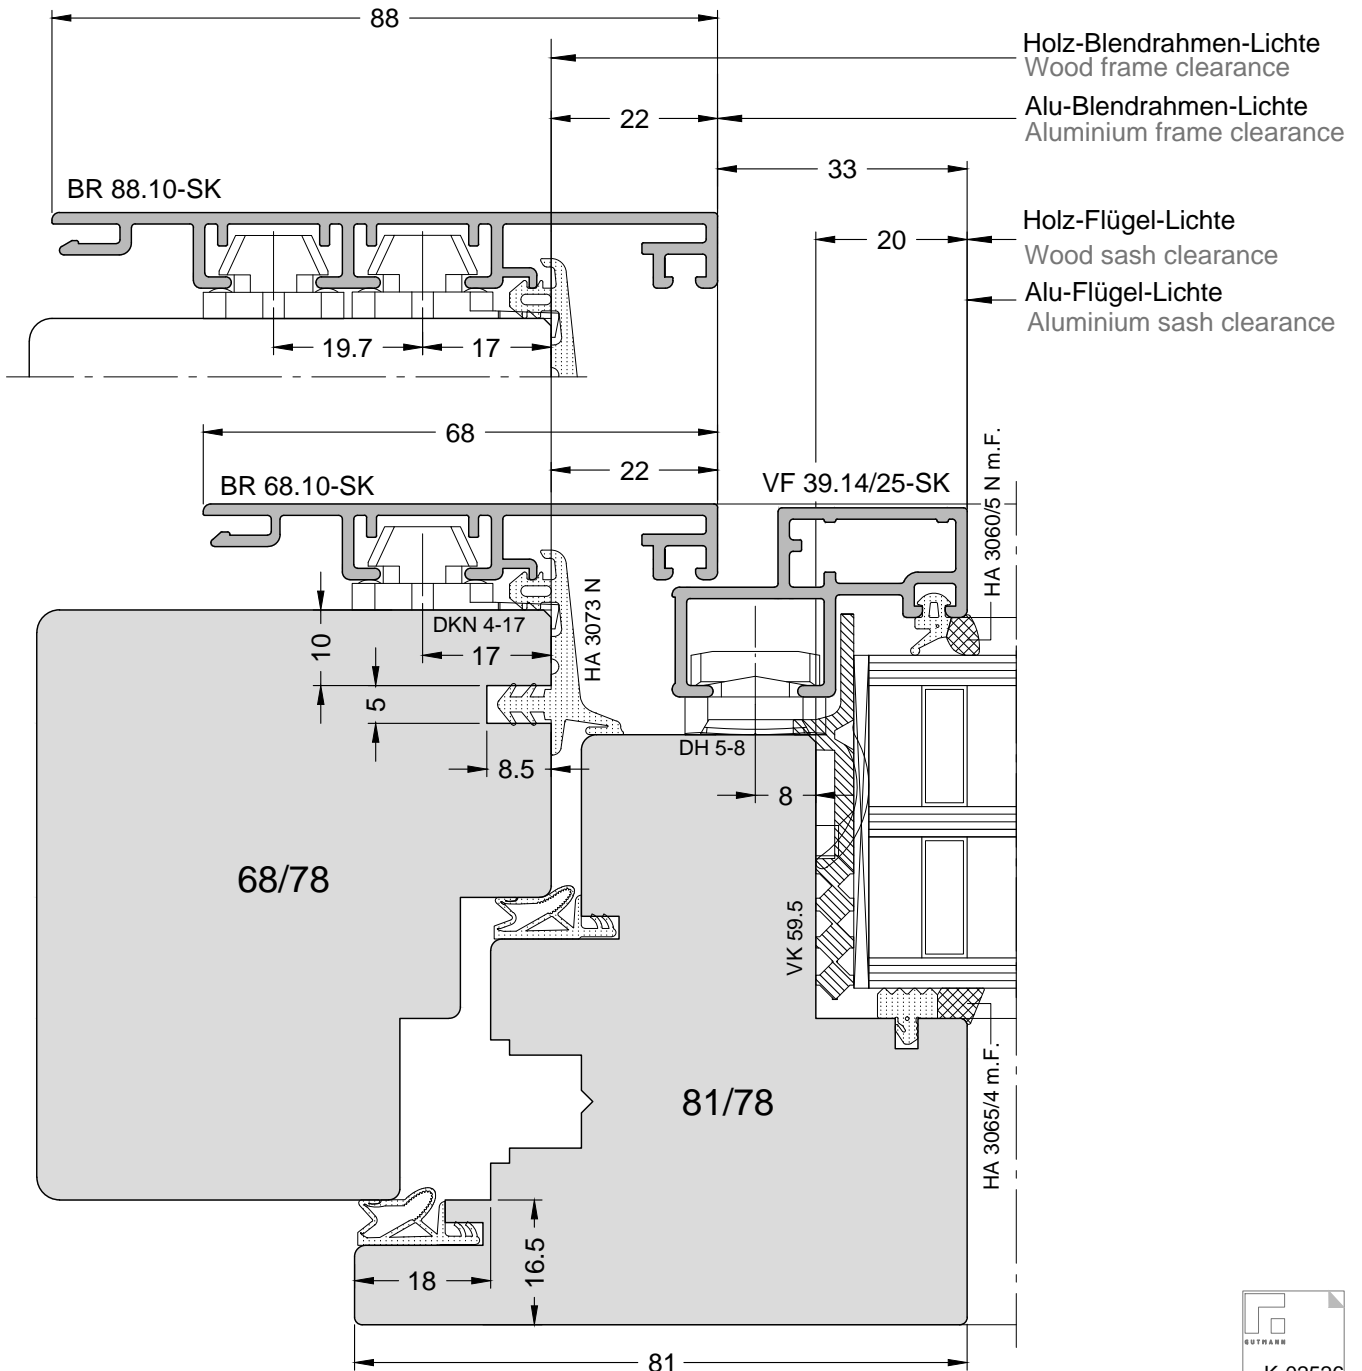 88
Holz-Blendrahmen-Lichte
Wood frame clearance
22
Alu-Blendrahmen-Lichte
Aluminium frame clearance
33
BR 88.10-SK
20
Holz-Flügel-Lichte
Wood sash clearance
Alu-Flügel-Lichte
Aluminium sash clearance
19.7
17
68
22
BR 68.10-SK
VF 39.14/25-SK
HA 3060/5 N m.F.
DKN 4-17
17
10
HA 3073 N
5
8.5
DH 5-8
8
68/78
VK 59.5
81/78
HA 3065/4 m.F.
18
16.5
81
GUTMANN
K-02526